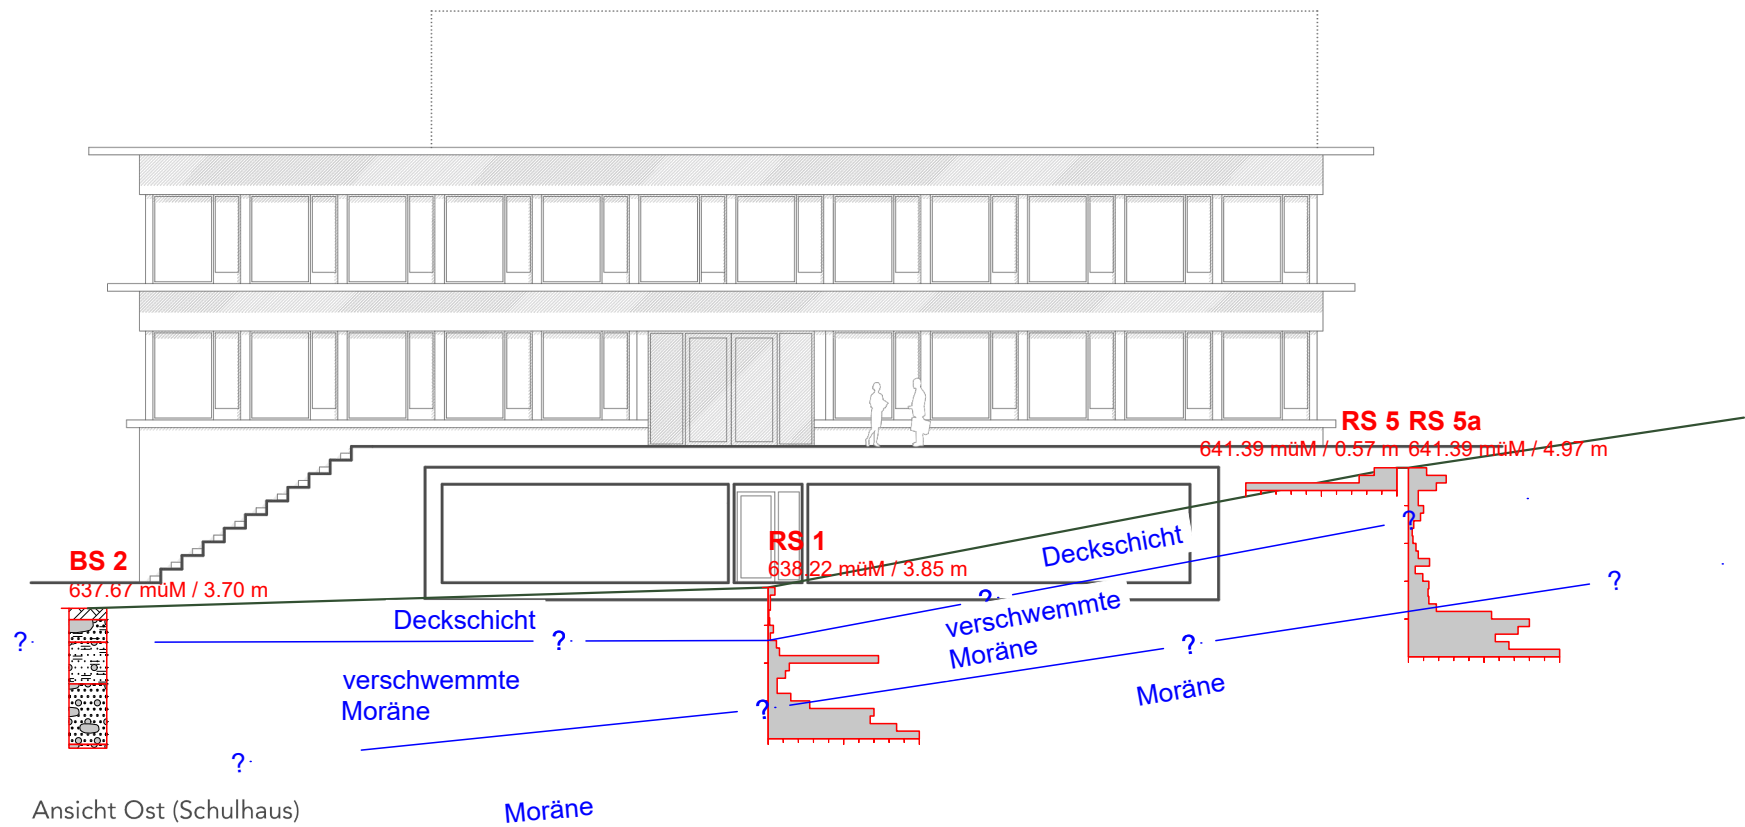 RS 5 RS 5a
641.39 müM / 0.57 m 641.39 müM / 4.97 m
?
RS 1
638.22 müM / 3.85 m
Deckschicht
BS 2
637.67 müM / 3.70 m
?
?
verschwemmte
Moräne
Deckschicht
?
?
?
Moräne
verschwemmte
Moräne
?
?
Ansicht Ost (Schulhaus)
Moräne